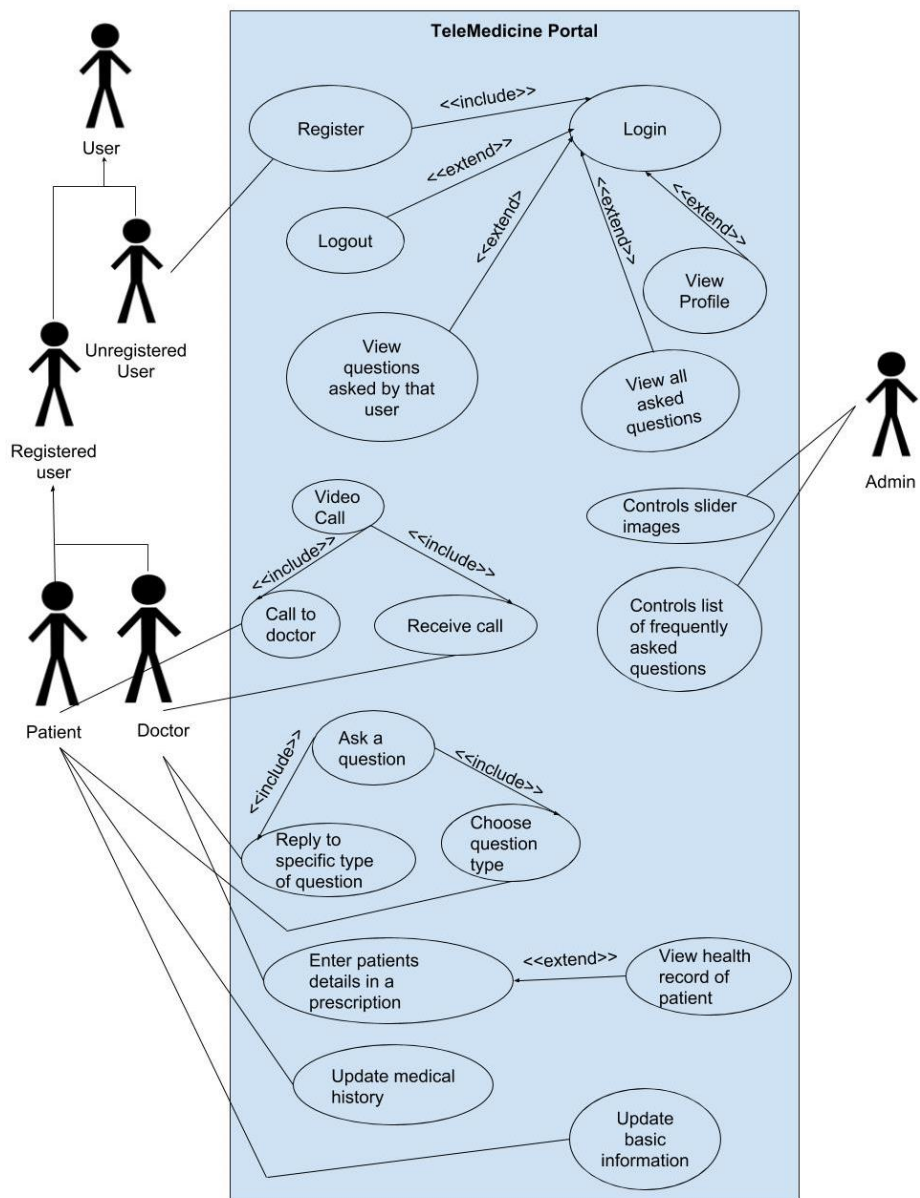 TeleMedicine Portal
User
Register
<<include>>
Login
<<extend>>
Logout
<<extend>
<<extend>>
<<extend>>
View
Profile
Unregistered
User
View
questions
asked by that
user
View all
asked
questions
Registered
user
Admin
Video
Call
Controls slider
images
<<include>>
<<include>>
Call to
doctor
Receive call
Controls list
of frequently
asked
questions
Patient
Doctor
Ask a
question
<<include>>
<<include>>
Reply to
specific type
of question
Choose
question
type
Enter patients
details in a
prescription
<<extend>>
View health
record of
patient
Update medical
history
Update
basic
information